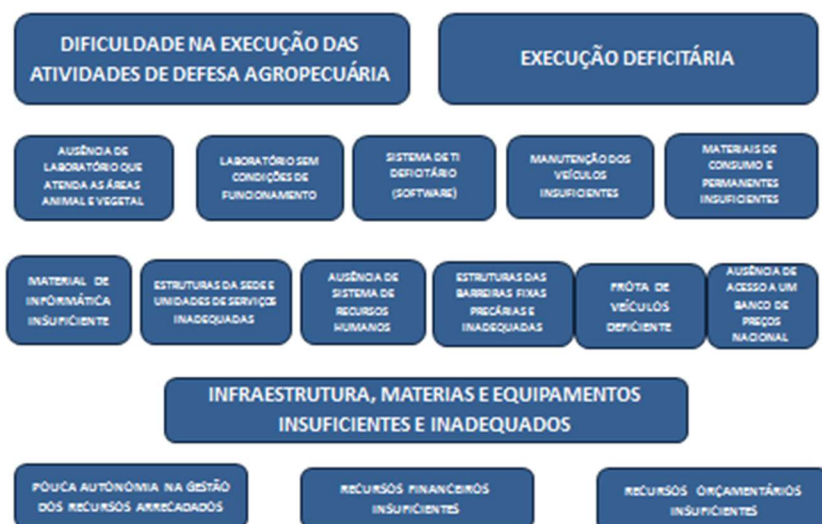 DIFICULDADE NA EXECUÇÃO DAS
ATIVIDADES DE DEFESA AGROPECUÁRIA
EXECUÇÃO DEFICITÁRIA
AUSÊNCIA DE
LABORATÓRIO QUE
ATENDA AS ÁREAS
ANIMAL E VEGETAL
LABORATÓRIO SEM
CONDIÇÕES DE
FUNCIONAMENTO
SISTEMA DE TI
DEFICITÁRIO
(SOFTWARE)
MANUTENÇÃO DOS
VEÍCULOS
INSUFICIENTES
MATERIAIS DE
CONSUMO E
PERMANENTES
INSUFICIENTES
MATERIAL DE
INFORMÁTICA
INSUFICIENTE
ESTRUTURAS DA SEDE E
UNIDADES DE SERVIÇOS
INADEQUADAS
AUSÊNCIA DE
SISTEMA DE
RECURSOS
HUMANOS
ESTRUTURAS DAS
BARREIRAS FIXAS
PRECÁRIAS E
INADEQUADAS
FROTA DE
VEÍCULOS
DEFICIENTE
AUSÊNCIA DE
ACESSO A UM
BANCO DE
PREÇOS
NACIONAL
INFRAESTRUTURA, MATERIAS E EQUIPAMENTOS
INSUFICIENTES E INADEQUADOS
POUCA AUTONOMIA NA GESTÃO
DOS RECURSOS ARRECADADOS
RECURSOS FINANCEIROS
INSUFICIENTES
RECURSOS ORÇAMENTÁRIOS
INSUFICIENTES